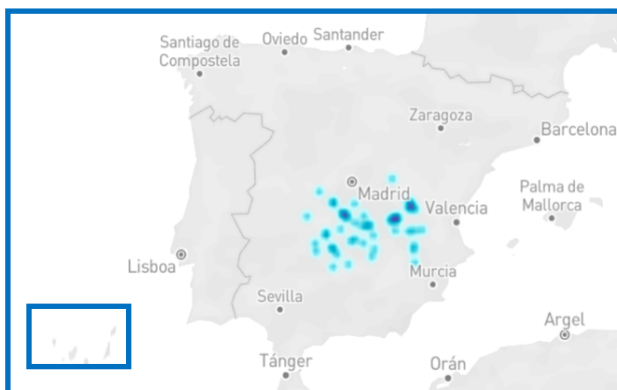 Oviedo
Santander
Santiago de
Compostela
Zaragoza
Barcelona
Madrid
Palma de
Mallorca
Valencia
Lisboa
Murcia
Sevilla
Argel
Tánger
Orán